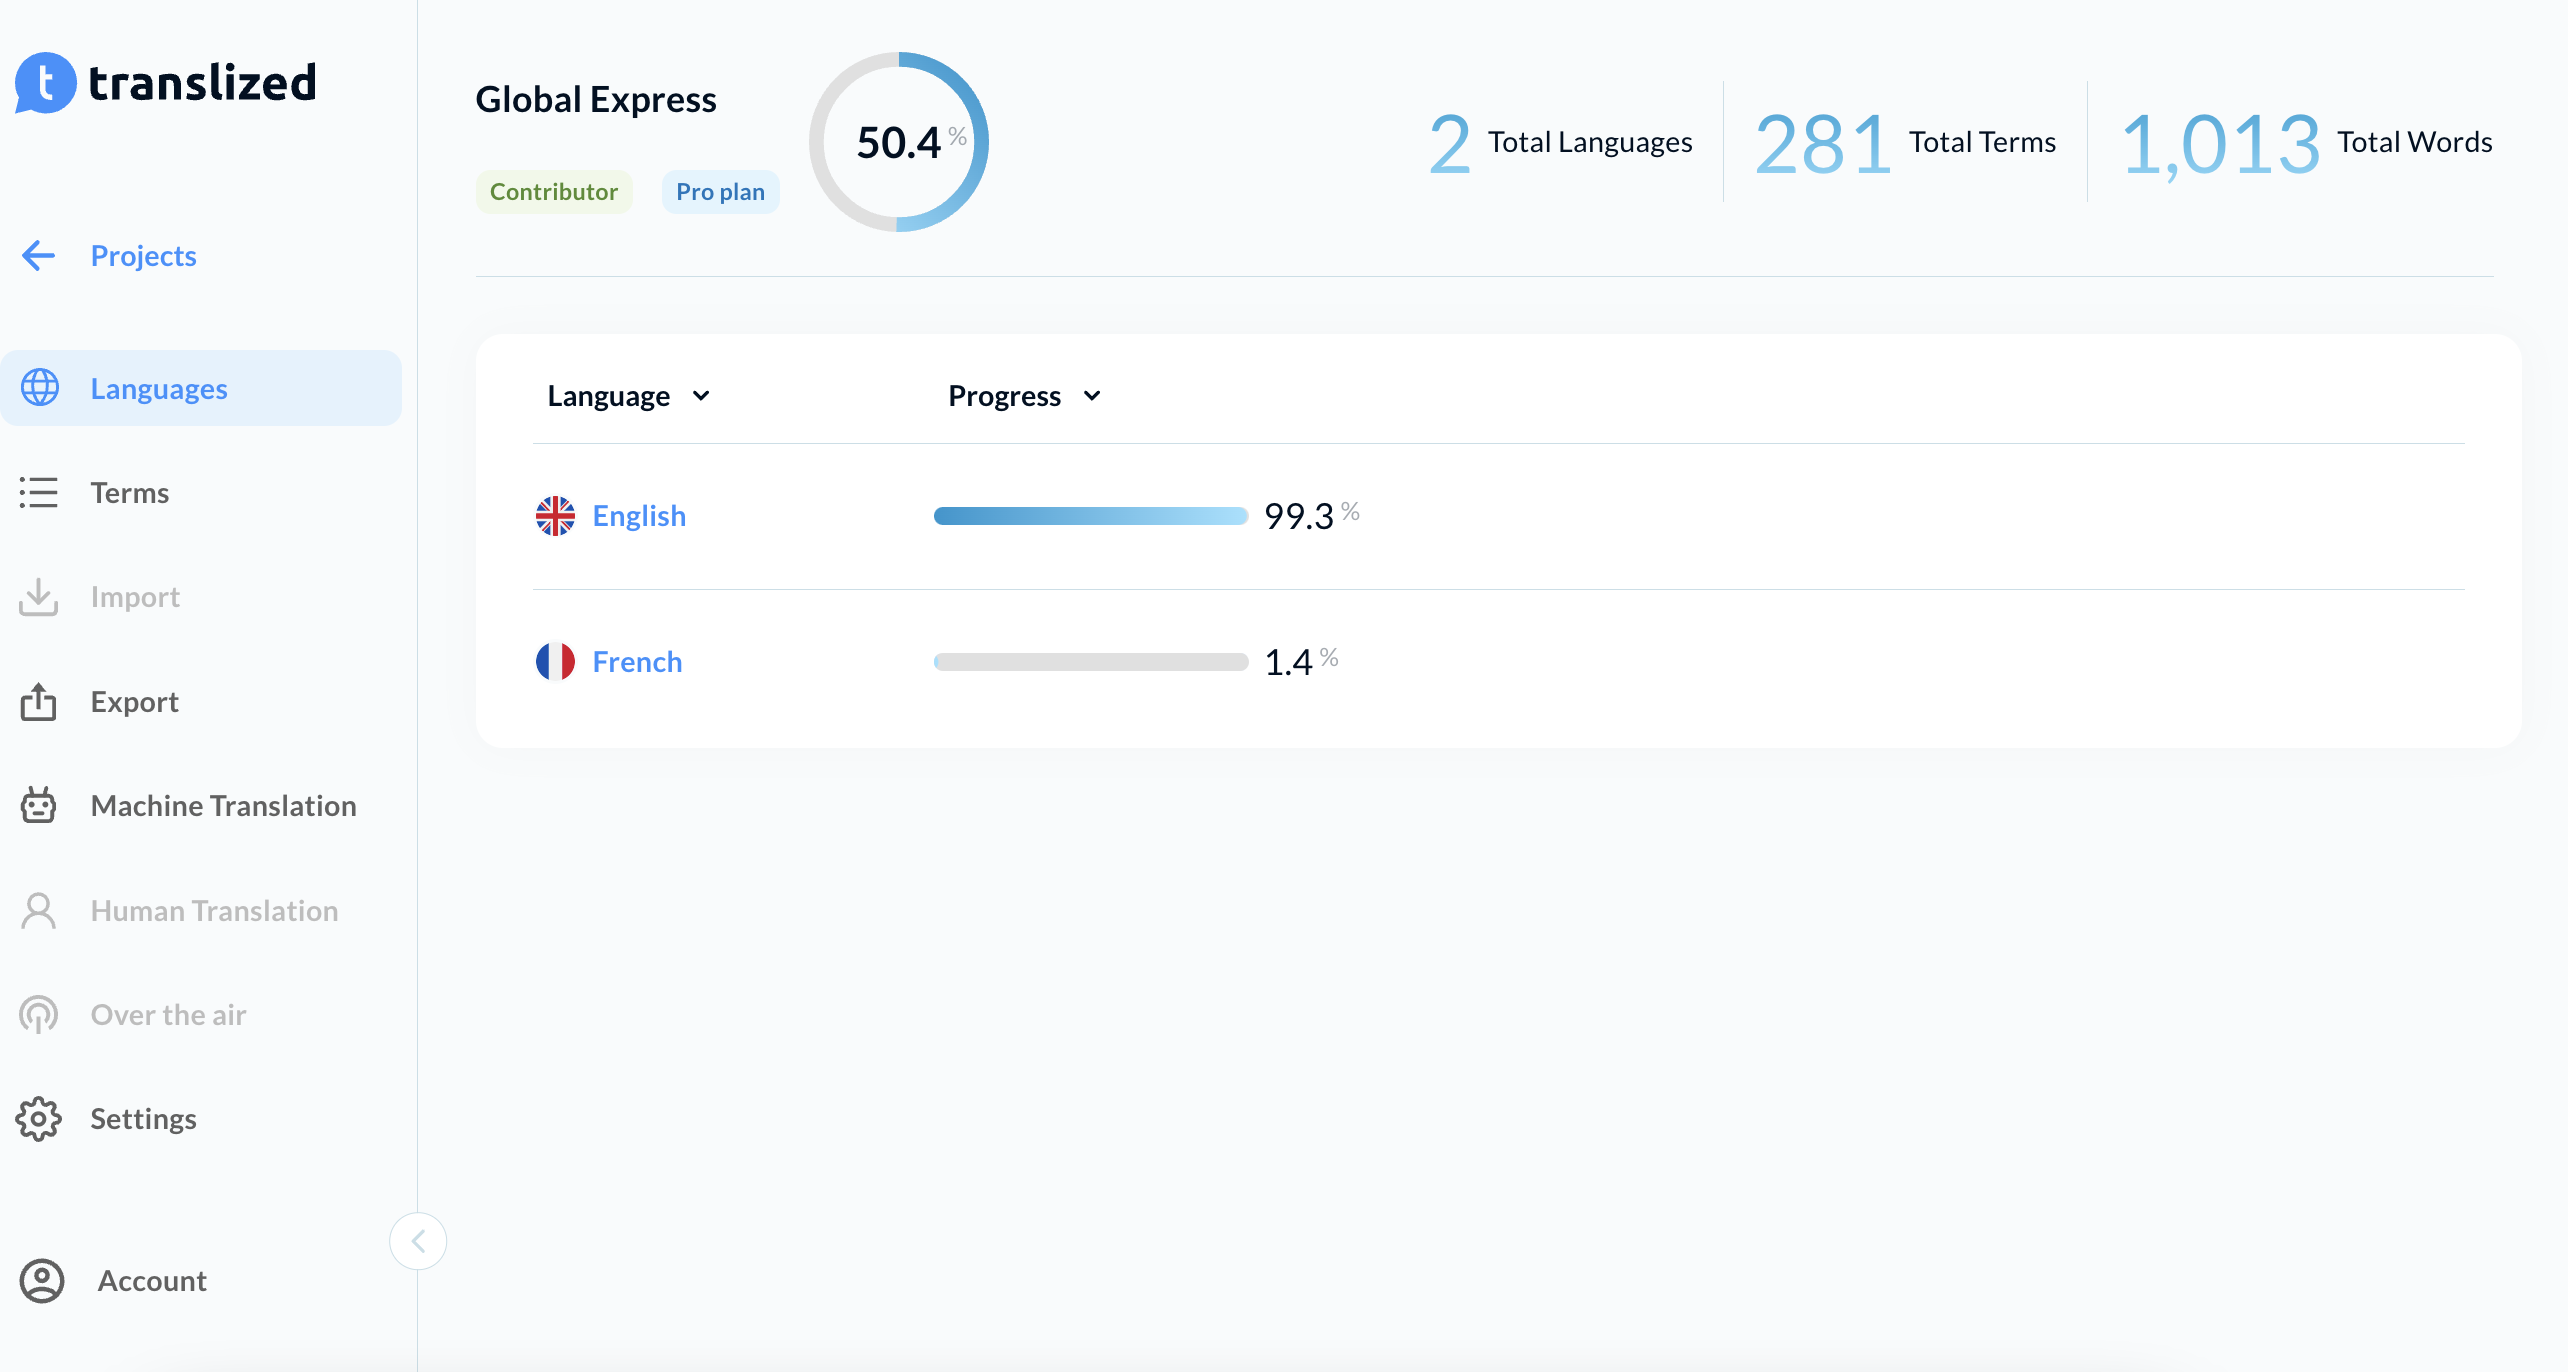 translized
Projects
Languages
Terms
Import
Export
Machine Translation
Human Translation
Over the air
Settings
Account
Global Express
Contributor
Pro plan
50.4 %
2 Total Languages
281 Total Terms
1,013 Total Words
Language
Progress
English
99.3 %
French
1.4 %